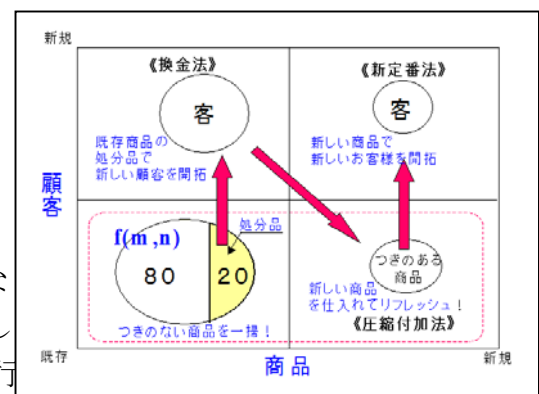 新規
《換金法》
客
既存商品の
処分品で
新しい顧客を開拓
《新定番法》
客
新しい商品で
新しいお客様を開拓
顧客
f(m,n)
処分品
80
20
つきのない商品を一掃！
つきのある
商品
新しい商品
を仕入れてリフレッシュ！
《圧縮付加法》
な
し
行
既存
商品
新規